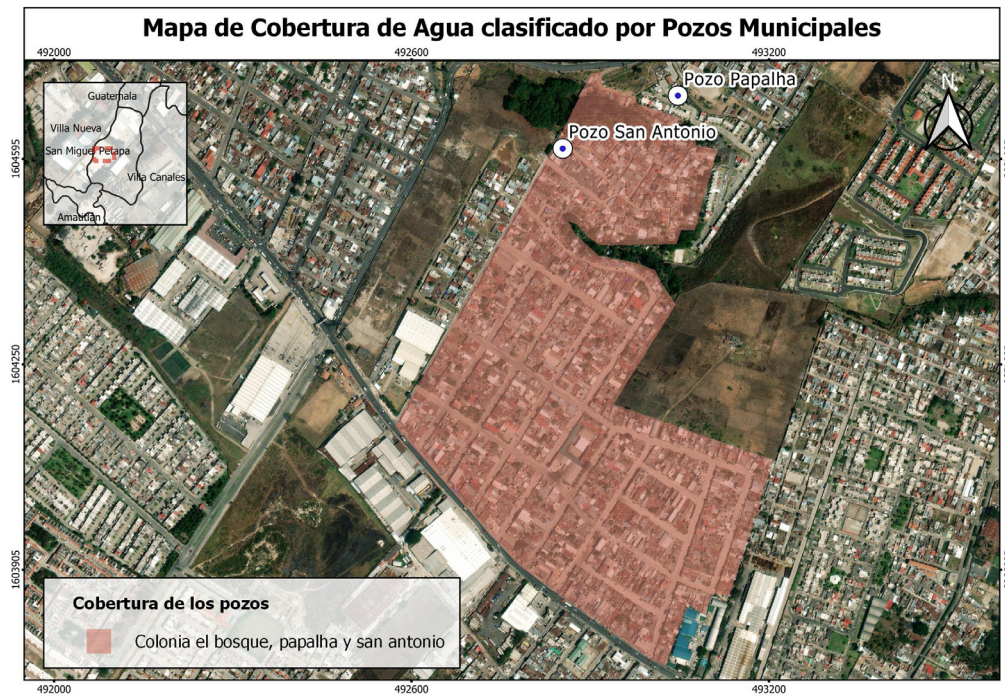 Mapa de Cobertura de Agua clasificado por Pozos Municipales
492000
492600
493200
N
Pozo Papalha
Pozo San Antonio
Guatemala
Villa Nueva
San Miguel Petapa
Villa Canales
Amatitlán
1604595
1604250
1603905
Cobertura de los pozos
Colonia el bosque, papalha y san antonio
492000
492600
493200